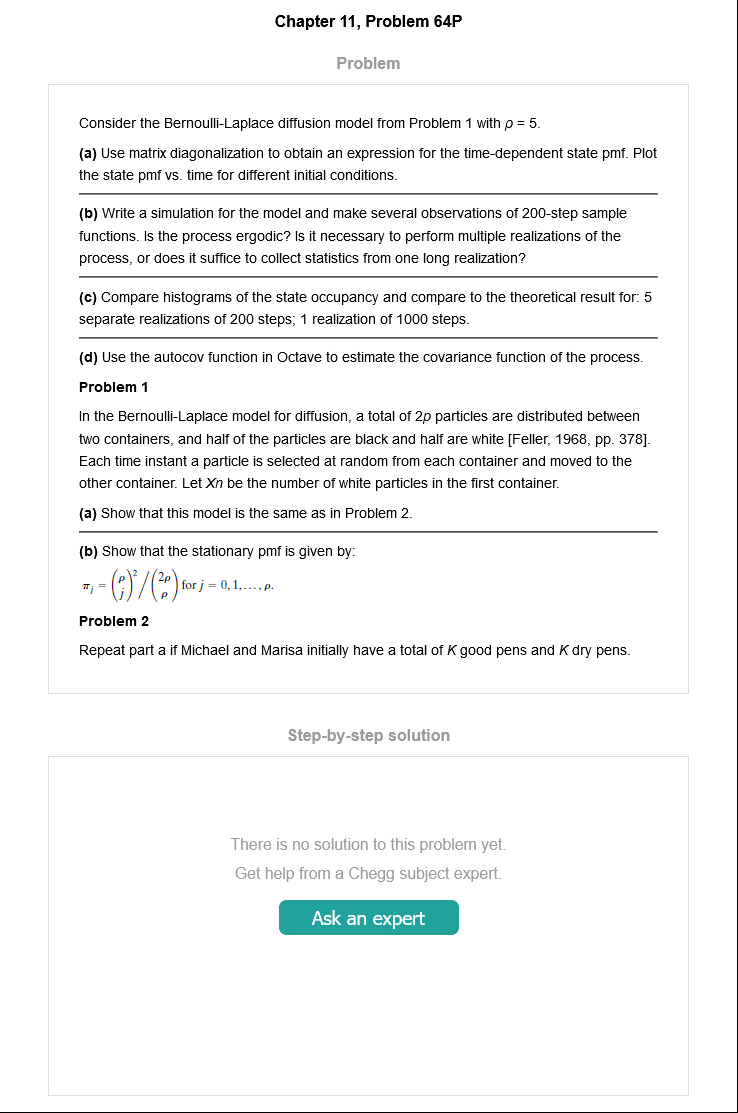 Chapter 11, Problem 64P
Problem
Consider the Bernoulli-Laplace diffusion model from Problem 1 with ρ = 5.
(a) Use matrix diagonalization to obtain an expression for the time-dependent state pmf. Plot
the state pmf vs. time for different initial conditions.
(b) Write a simulation for the model and make several observations of 200-step sample
functions. Is the process ergodic? Is it necessary to perform multiple realizations of the
process, or does it suffice to collect statistics from one long realization?
(c) Compare histograms of the state occupancy and compare to the theoretical result for: 5
separate realizations of 200 steps; 1 realization of 1000 steps.
(d) Use the autocov function in Octave to estimate the covariance function of the process.
Problem 1
In the Bernoulli-Laplace model for diffusion, a total of 2ρ particles are distributed between
two containers, and half of the particles are black and half are white [Feller, 1968, pp. 378].
Each time instant a particle is selected at random from each container and moved to the
other container. Let Xn be the number of white particles in the first container.
(a) Show that this model is the same as in Problem 2.
(b) Show that the stationary pmf is given by:
π_j = (ρ j)² / (2ρ ρ) for j = 0, 1,..., ρ.
Problem 2
Repeat part a if Michael and Marisa initially have a total of K good pens and K dry pens.
Step-by-step solution
There is no solution to this problem yet.
Get help from a Chegg subject expert.
Ask an expert